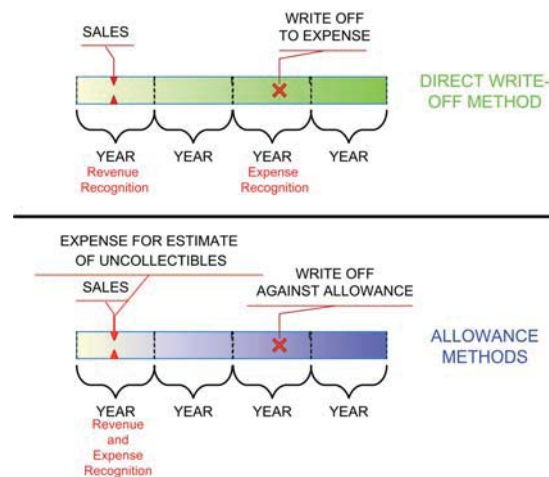 SALES
WRITE OFF
TO EXPENSE
DIRECT WRITE-
OFF METHOD
YEAR
YEAR
YEAR
YEAR
Revenue
Recognition
Expense
Recognition
EXPENSE FOR ESTIMATE
OF UNCOLLECTIBLES
SALES
WRITE OFF
AGAINST ALLOWANCE
ALLOWANCE
METHODS
YEAR
YEAR
YEAR
YEAR
Revenue
and
Expense
Recognition